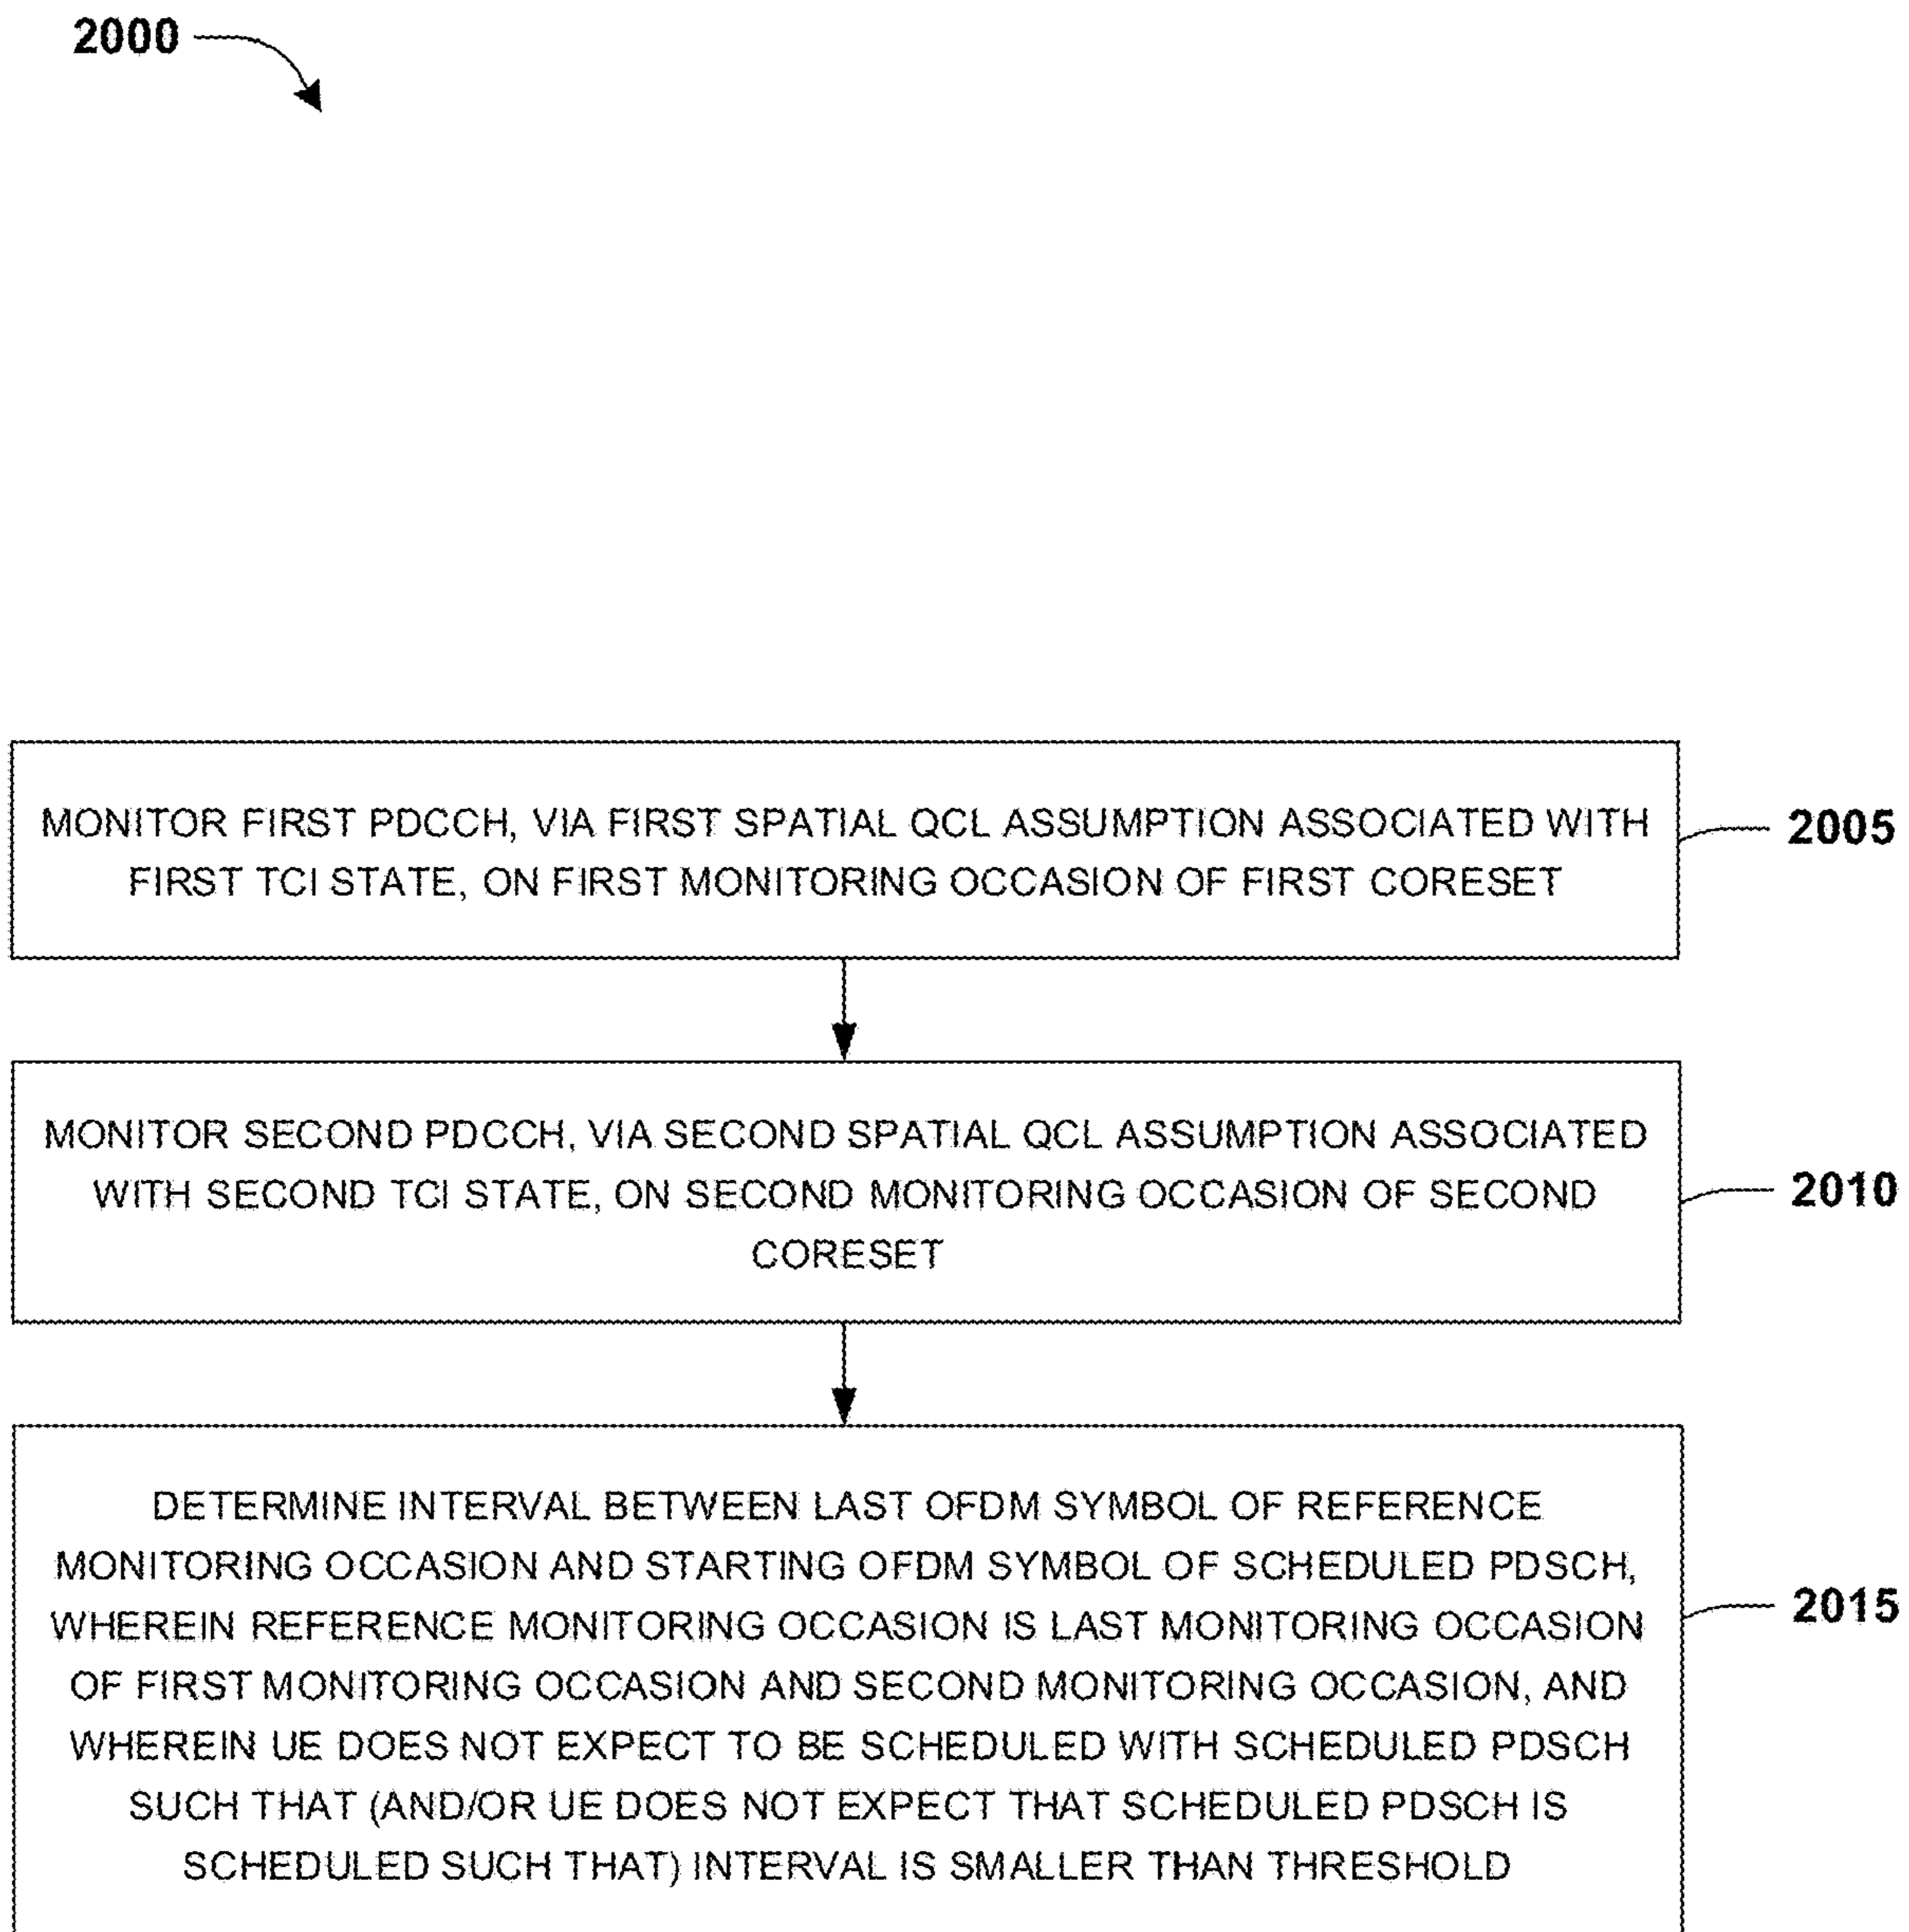 2000
MONITOR FIRST PDCCH, VIA FIRST SPATIAL QCL ASSUMPTION ASSOCIATED WITH
FIRST TCI STATE, ON FIRST MONITORING OCCASION OF FIRST CORESET
2005
MONITOR SECOND PDCCH, VIA SECOND SPATIAL QCL ASSUMPTION ASSOCIATED
WITH SECOND TCI STATE, ON SECOND MONITORING OCCASION OF SECOND
CORESET
2010
DETERMINE INTERVAL BETWEEN LAST OFDM SYMBOL OF REFERENCE
MONITORING OCCASION AND STARTING OFDM SYMBOL OF SCHEDULED PDSCH,
WHEREIN REFERENCE MONITORING OCCASION IS LAST MONITORING OCCASION
OF FIRST MONITORING OCCASION AND SECOND MONITORING OCCASION, AND
WHEREIN UE DOES NOT EXPECT TO BE SCHEDULED WITH SCHEDULED PDSCH
SUCH THAT (AND/OR UE DOES NOT EXPECT THAT SCHEDULED PDSCH IS
SCHEDULED SUCH THAT) INTERVAL IS SMALLER THAN THRESHOLD
2015